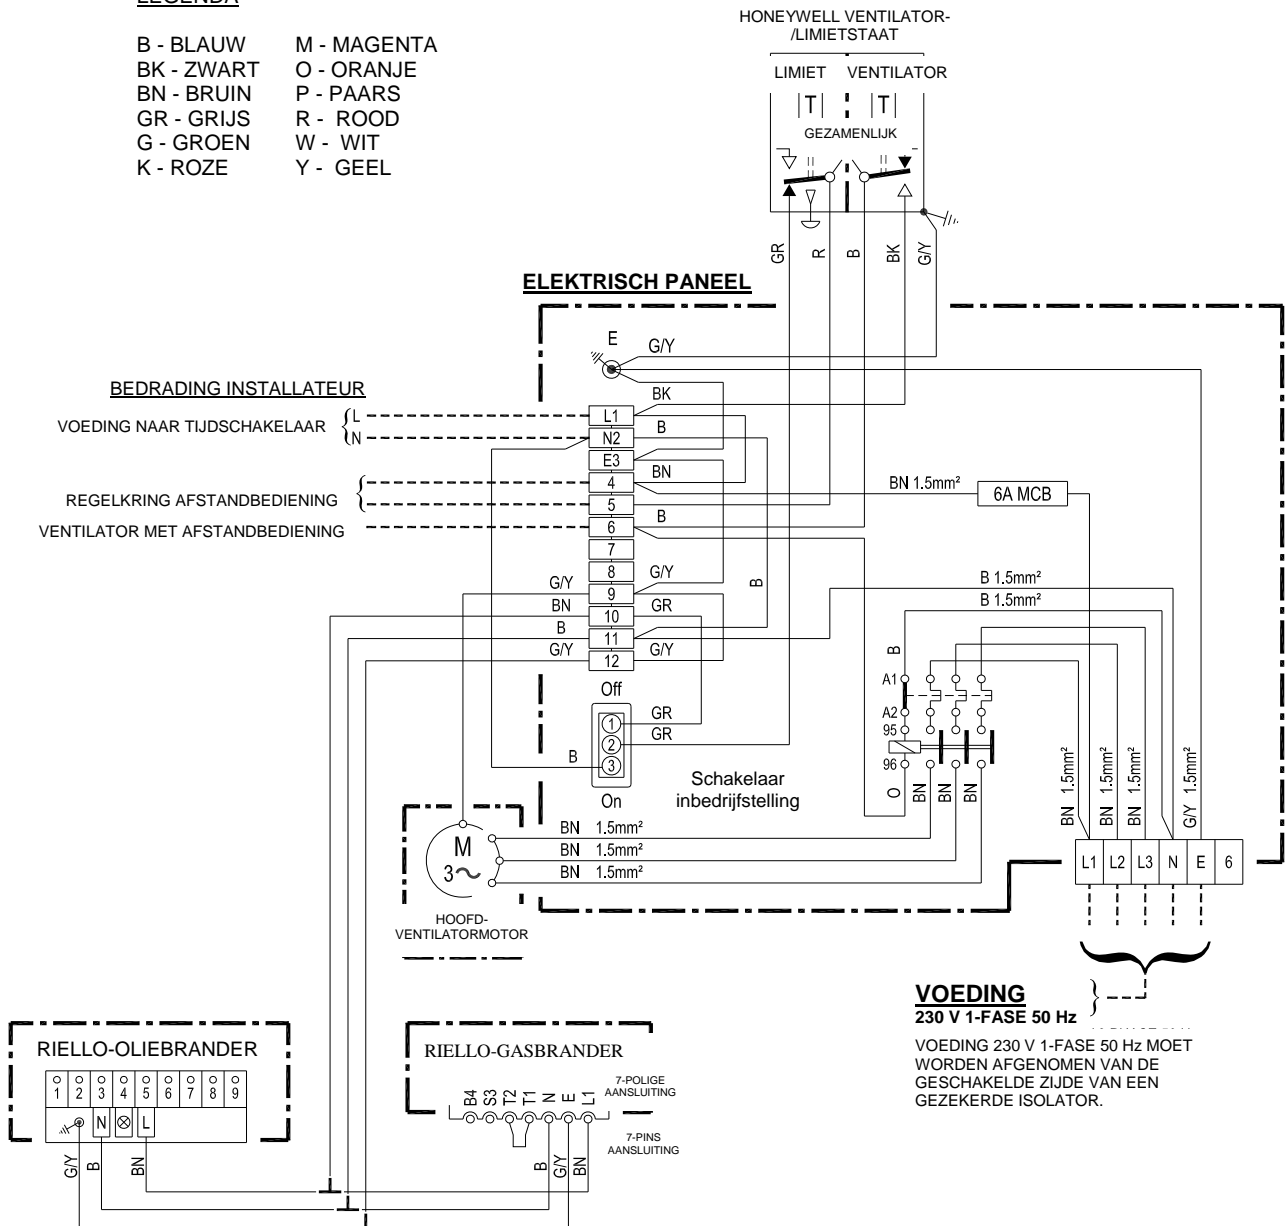 LEGENDA
B - BLAUW M - MAGENTA
BK - ZWART O - ORANJE
BN - BRUIN P - PAARS
GR - GRIJS R - ROOD
G - GROEN W - WIT
K - ROZE Y - GEEL
HONEYWELL VENTILATOR-
/LIMIETSTAAT
LIMIET VENTILATOR
T T
GEZAMENLIJK
GR R B BK G/Y
ELEKTRISCH PANEEL
E
G/Y
BEDRADING INSTALLATEUR
BK
VOEDING NAAR TIJDSCHAKELAAR
L
N
L1
B
N2
E3
BN
4
BN 1.5mm²
6A MCB
REGELKRING AFSTANDBEDIENING
5
B
VENTILATOR MET AFSTANDBEDIENING
6
7
8
G/Y G/Y
9
B
B 1.5mm²
BN GR
10
B 1.5mm²
B
11
G/Y G/Y
12
B
Off
A1
A2
95
96
1
GR
2
GR
3
B
On
Schakelaar
inbedrijfstelling
O BN BN BN
BN 1.5mm² BN 1.5mm² BN 1.5mm² G/Y 1.5mm²
BN 1.5mm²
BN 1.5mm²
BN 1.5mm²
M
3~
HOOFD-
VENTILATORMOTOR
L1 L2 L3 N E 6
VOEDING
230 V 1-FASE 50 Hz
VOEDING 230 V 1-FASE 50 Hz MOET
WORDEN AFGENOMEN VAN DE
GESCHAKELDE ZIJDE VAN EEN
GEZEKERDE ISOLATOR.
RIELLO-OLIEBRANDER
1 2 3 4 5 6 7 8 9
N L
G/Y B BN
RIELLO-GASBRANDER
7-POLIGE
AANSLUITING
B4 S3 T2 T1 N E L1
7-PINS
AANSLUITING
B G/Y BN